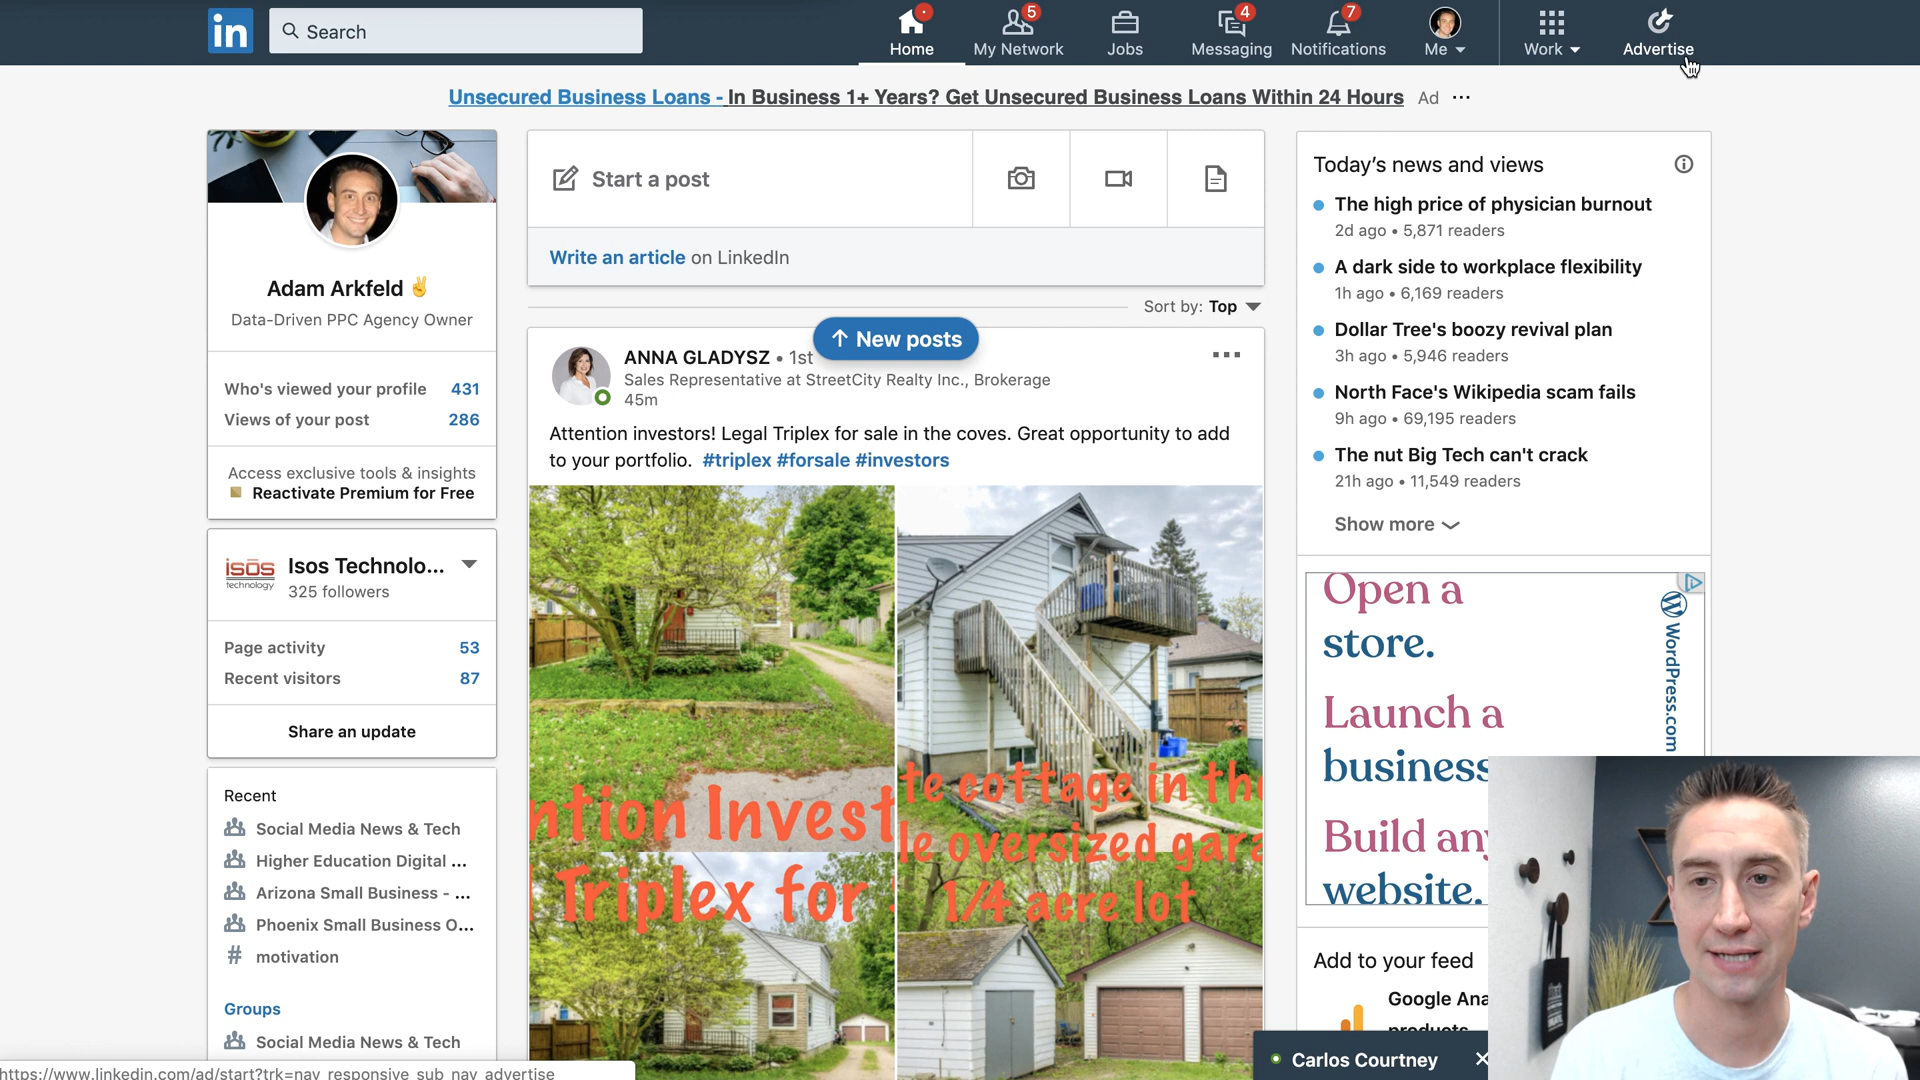 in
Search
Home
5
My Network
Jobs
4
Messaging
7
Notifications
Me
Work
Advertise
Unsecured Business Loans - In Business 1+ Years? Get Unsecured Business Loans Within 24 Hours Ad ...
Adam Arkfeld ✌
Data-Driven PPC Agency Owner
Who's viewed your profile 431
Views of your post 286
Access exclusive tools & insights
Reactivate Premium for Free
isos
technology
Isos Technolo...
325 followers
Page activity 53
Recent visitors 87
Share an update
Recent
Social Media News & Tech
Higher Education Digital ...
Arizona Small Business - ...
Phoenix Small Business O...
# motivation
Groups
Social Media News & Tech
https://www.linkedin.com/ad/start?trk=nav_responsive_sub_nav_advertise
Start a post
Write an article on LinkedIn
Sort by: Top
↑ New posts
ANNA GLADYSZ • 1st
Sales Representative at StreetCity Realty Inc., Brokerage
45m
Attention investors! Legal Triplex for sale in the coves. Great opportunity to add
to your portfolio. #triplex #forsale #investors
ntion Invest
Triplex for
te cottage in the
le oversized gara
1/4 acre lot
Today's news and views
The high price of physician burnout
2d ago • 5,871 readers
A dark side to workplace flexibility
1h ago • 6,169 readers
Dollar Tree's boozy revival plan
3h ago • 5,946 readers
North Face's Wikipedia scam fails
9h ago • 69,195 readers
The nut Big Tech can't crack
21h ago • 11,549 readers
Show more
Open a
store.
Launch a
business
Build any
website.
WordPress.com
Add to your feed
Google Ana
products
Carlos Courtney